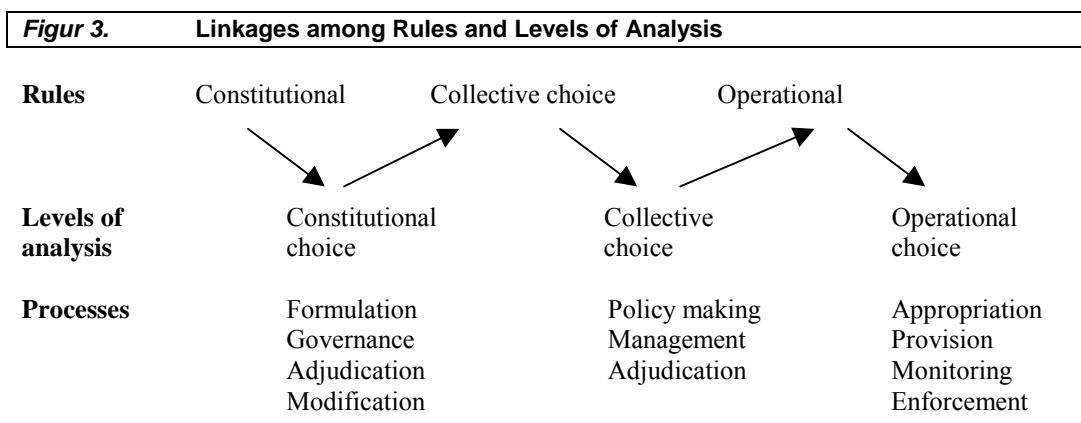 Figur 3. Linkages among Rules and Levels of Analysis
Rules Constitutional Collective choice Operational
Levels of Constitutional Collective Operational
analysis choice choice choice
Processes Formulation Policy making Appropriation
Governance Management Provision
Adjudication Adjudication Monitoring
Modification Enforcement